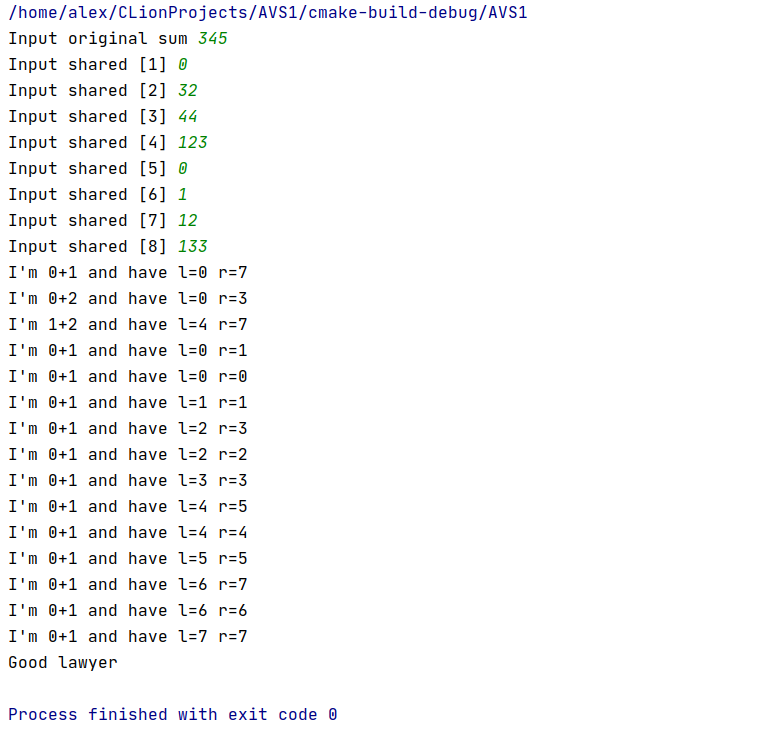 /home/alex/CLionProjects/AVS1/cmake-build-debug/AVS1
Input original sum 345
Input shared [1] 0
Input shared [2] 32
Input shared [3] 44
Input shared [4] 123
Input shared [5] 0
Input shared [6] 1
Input shared [7] 12
Input shared [8] 133
I'm 0+1 and have l=0 r=7
I'm 0+2 and have l=0 r=3
I'm 1+2 and have l=4 r=7
I'm 0+1 and have l=0 r=1
I'm 0+1 and have l=0 r=0
I'm 0+1 and have l=1 r=1
I'm 0+1 and have l=2 r=3
I'm 0+1 and have l=2 r=2
I'm 0+1 and have l=3 r=3
I'm 0+1 and have l=4 r=5
I'm 0+1 and have l=4 r=4
I'm 0+1 and have l=5 r=5
I'm 0+1 and have l=6 r=7
I'm 0+1 and have l=6 r=6
I'm 0+1 and have l=7 r=7
Good lawyer
Process finished with exit code 0